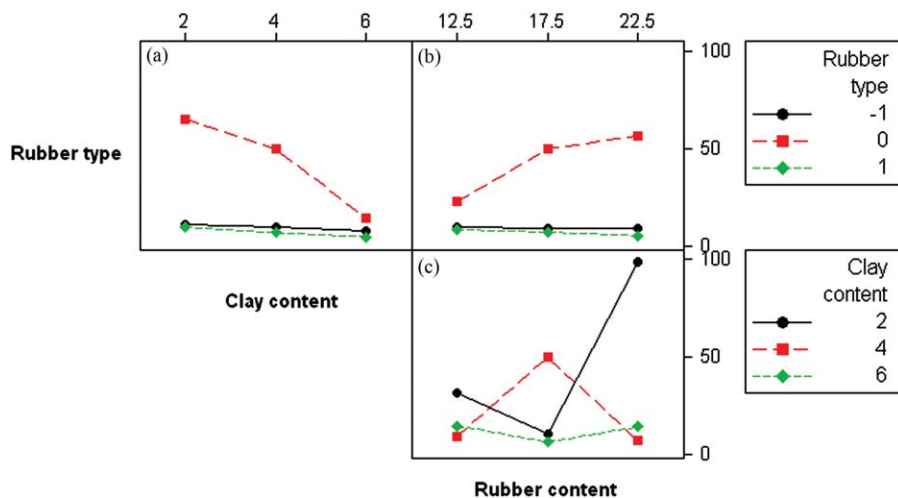 2 4 6 12.5 17.5 22.5
(a) (b) 100
Rubber type
Rubber
type
-1
0
1
50
0
(c) 100
Clay content
Clay
content
2
4
6
50
0
Rubber content